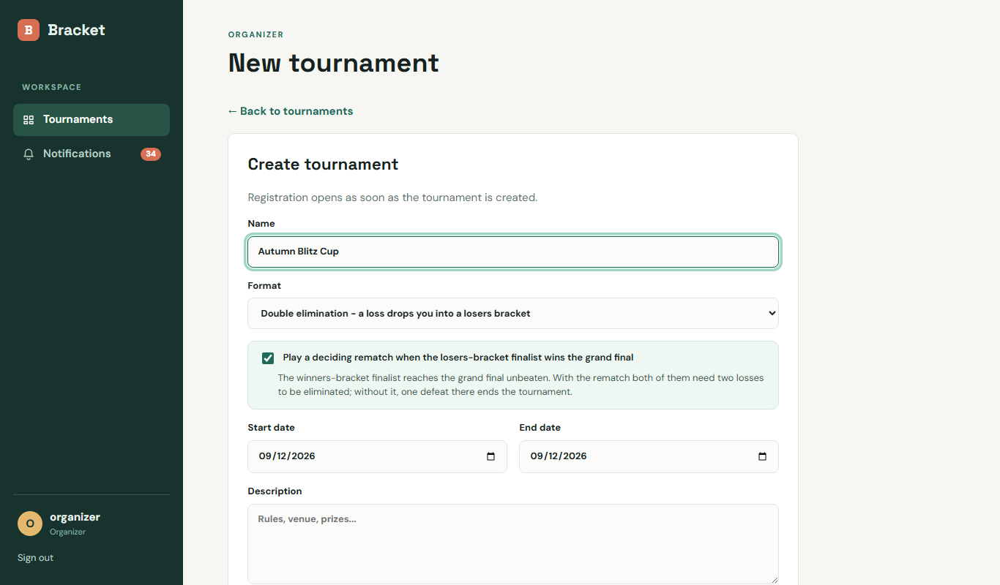 B Bracket
WORKSPACE
Tournaments
Notifications 34
organizer
O
Organizer
Sign out
ORGANIZER
New tournament
← Back to tournaments
Create tournament
Registration opens as soon as the tournament is created.
Name
Autumn Blitz Cup
Format
Double elimination - a loss drops you into a losers bracket
Play a deciding rematch when the losers-bracket finalist wins the grand final
The winners-bracket finalist reaches the grand final unbeaten. With the rematch both of them need two losses
to be eliminated; without it, one defeat there ends the tournament.
Start date End date
09/12/2026 09/12/2026
Description
Rules, venue, prizes...